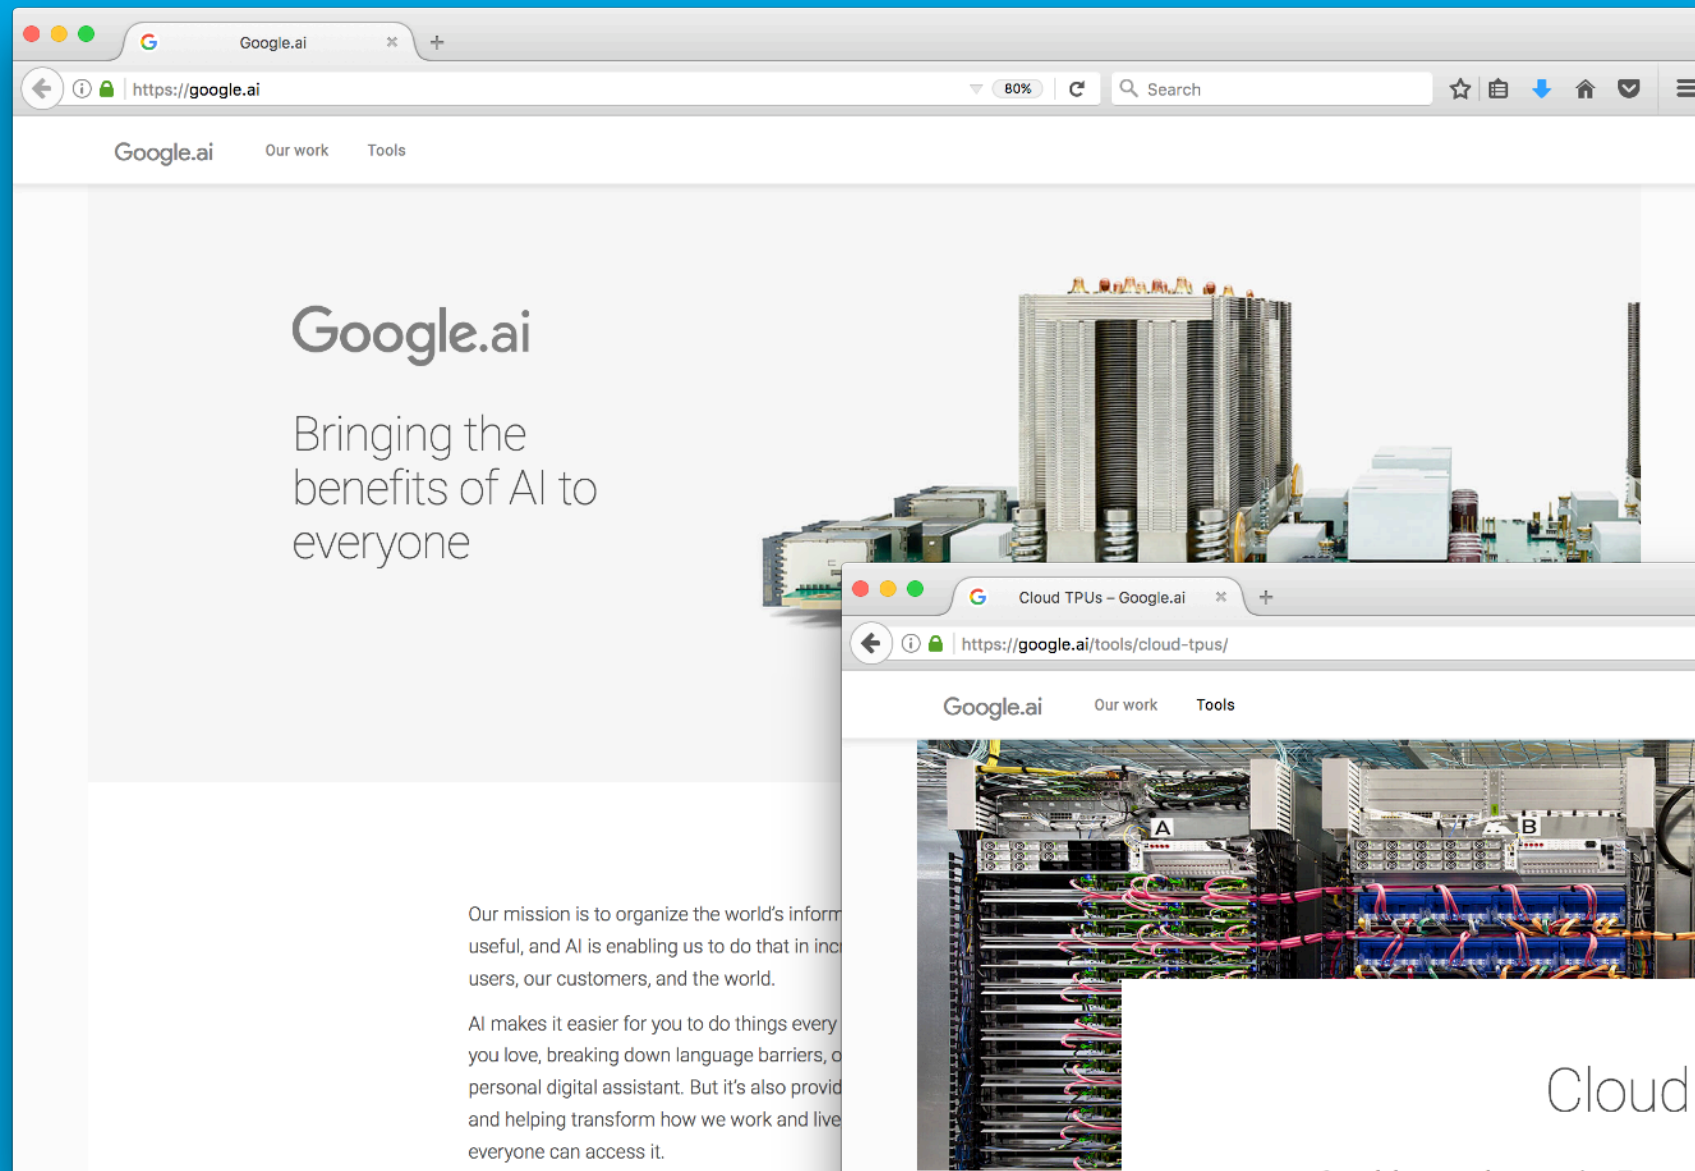 Google.ai
https://google.ai
80%
Search
Google.ai Our work Tools
Google.ai
Bringing the
benefits of AI to
everyone
Our mission is to organize the world's inform
useful, and AI is enabling us to do that in incr
users, our customers, and the world.
AI makes it easier for you to do things every
you love, breaking down language barriers, o
personal digital assistant. But it's also provid
and helping transform how we work and live
everyone can access it.
Cloud TPUs – Google.ai
https://google.ai/tools/cloud-tpus/
Google.ai Our work Tools
A
B
Cloud